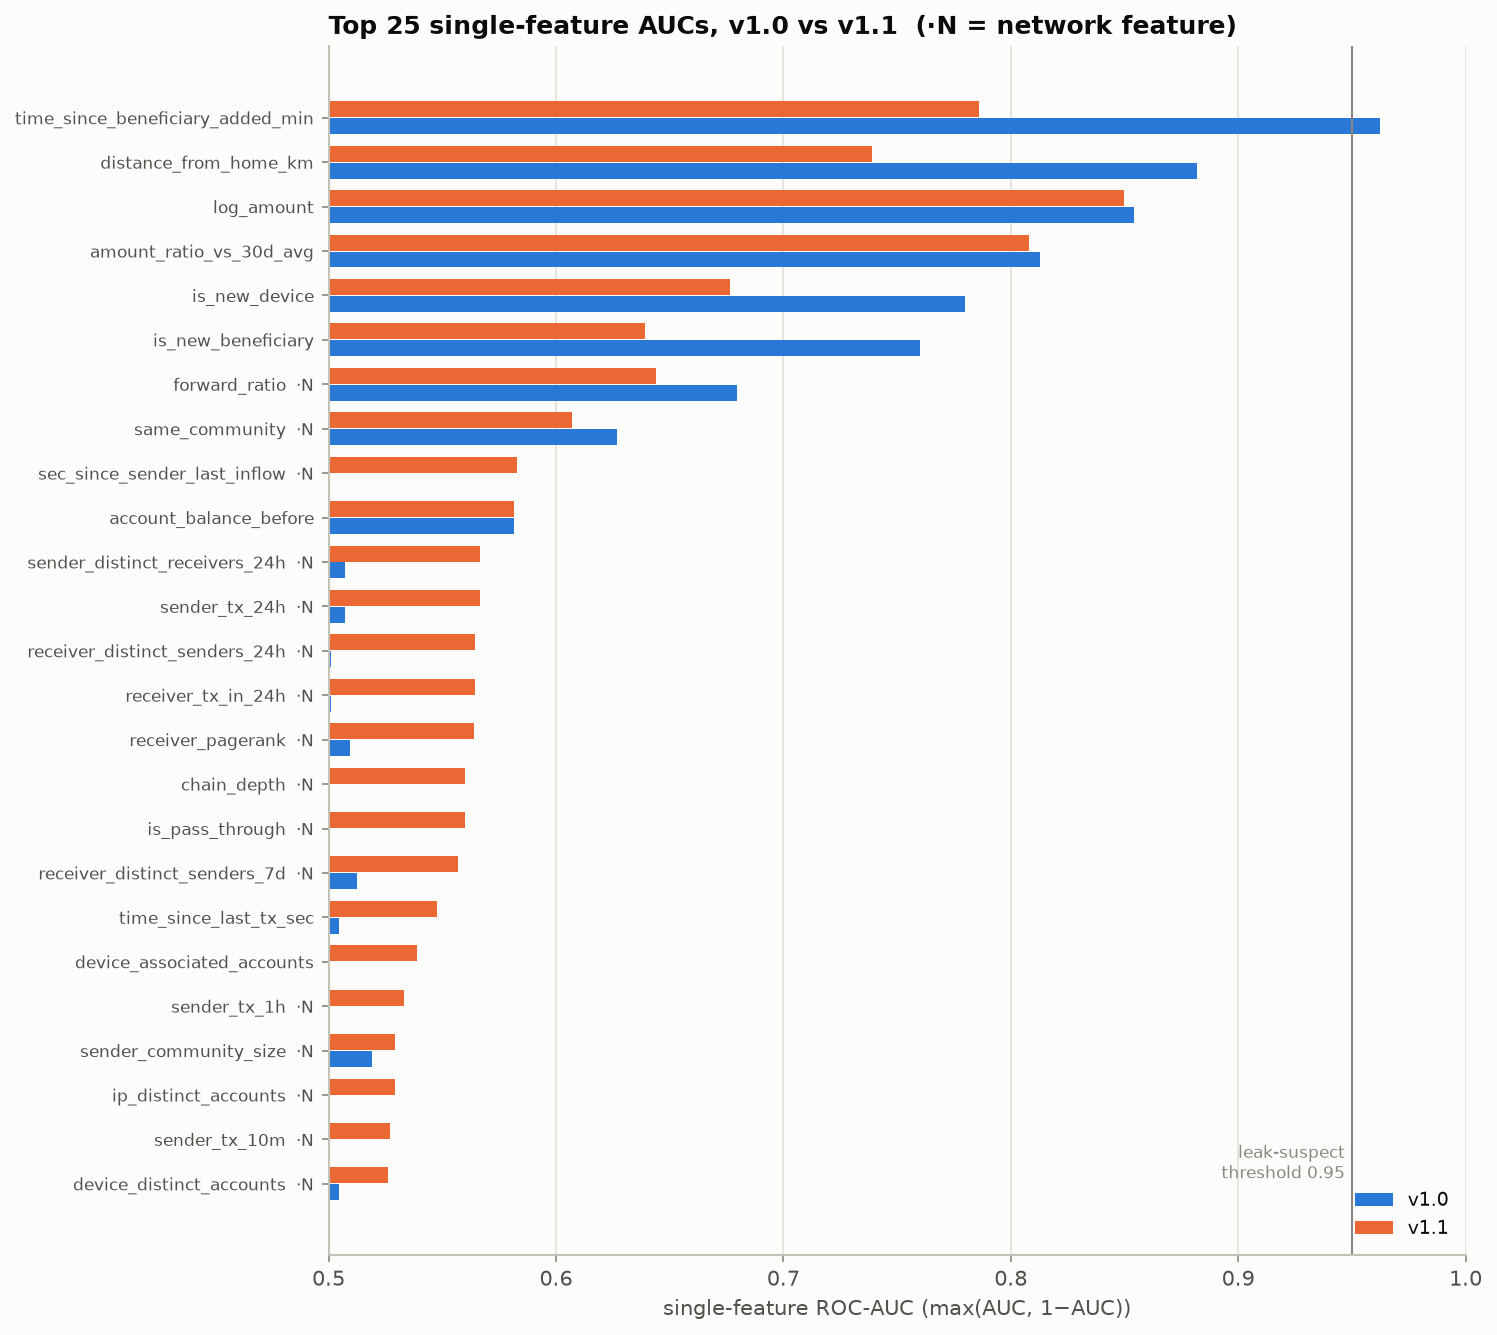 Top 25 single-feature AUCs, v1.0 vs v1.1  (·N = network feature)
time_since_beneficiary_added_min
distance_from_home_km
log_amount
amount_ratio_vs_30d_avg
is_new_device
is_new_beneficiary
forward_ratio ·N
same_community ·N
sec_since_sender_last_inflow ·N
account_balance_before
sender_distinct_receivers_24h ·N
sender_tx_24h ·N
receiver_distinct_senders_24h ·N
receiver_tx_in_24h ·N
receiver_pagerank ·N
chain_depth ·N
is_pass_through ·N
receiver_distinct_senders_7d ·N
time_since_last_tx_sec
device_associated_accounts
sender_tx_1h ·N
sender_community_size ·N
ip_distinct_accounts ·N
sender_tx_10m ·N
device_distinct_accounts ·N
leak-suspect
threshold 0.95
v1.0
v1.1
0.5 0.6 0.7 0.8 0.9 1.0
single-feature ROC-AUC (max(AUC, 1−AUC))